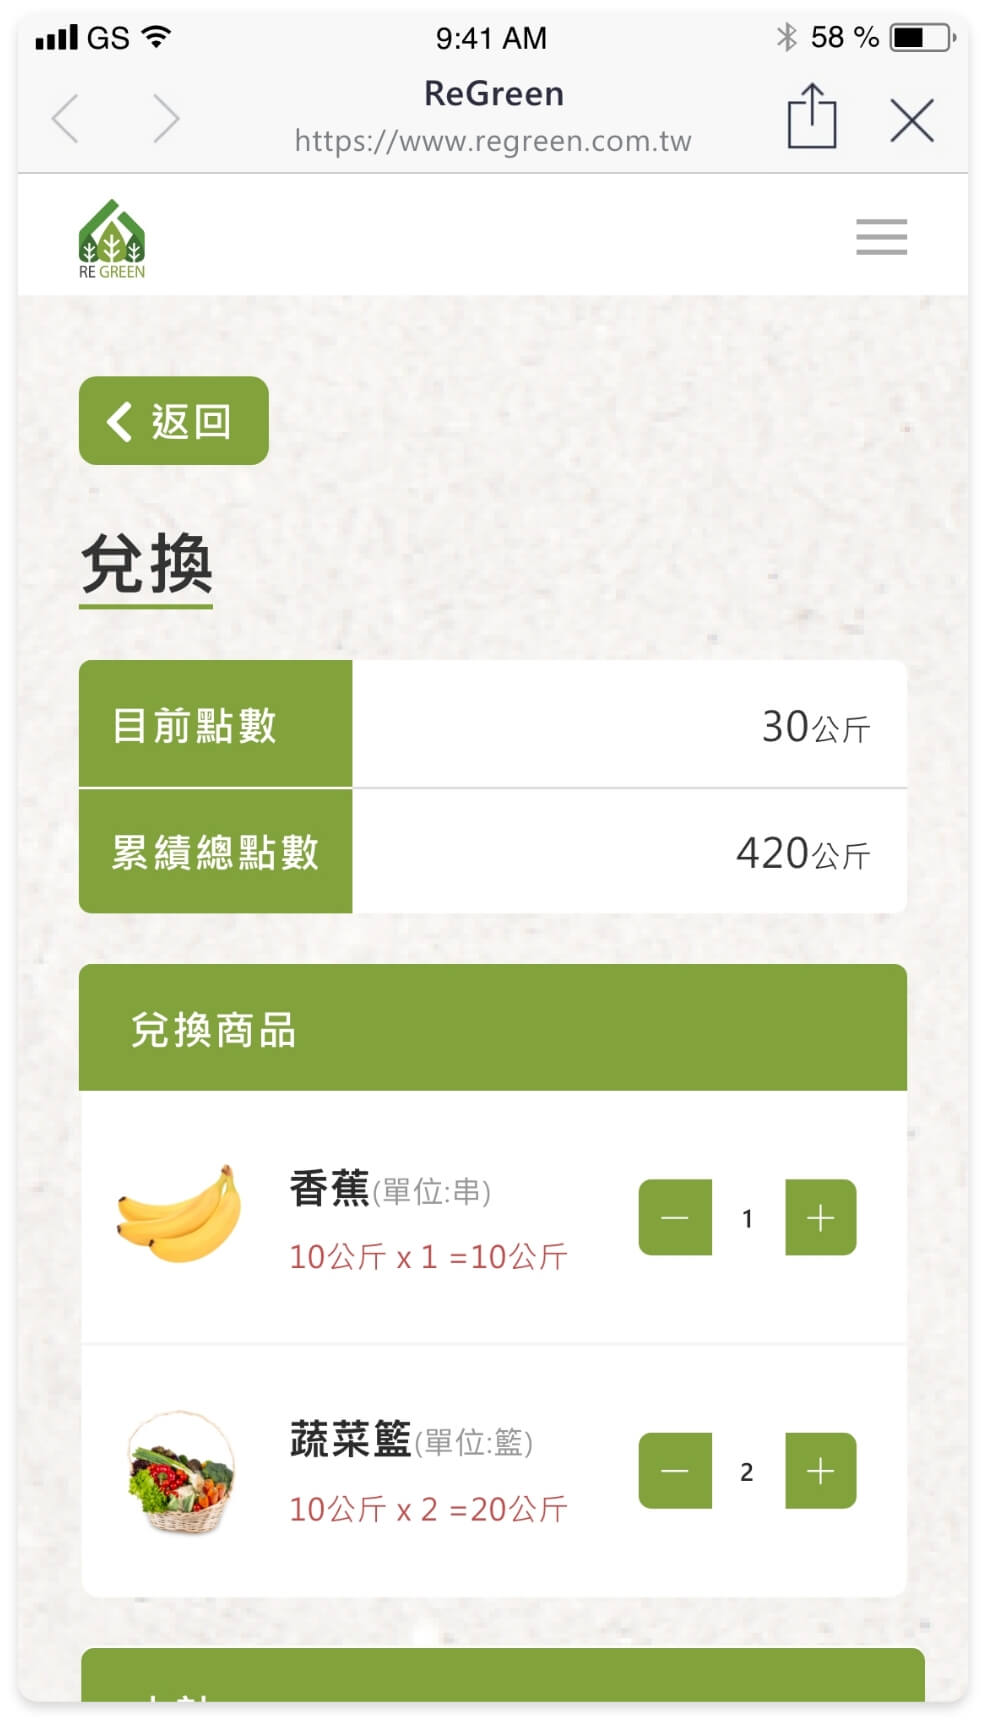 GS 9:41 AM 58 %
ReGreen
https://www.regreen.com.tw
RE GREEN
返回
兌換
目前點數 30公斤
累績總點數 420公斤
兌換商品
香蕉(單位:串)
10公斤 x 1 =10公斤
1
蔬菜籃(單位:籃)
10公斤 x 2 =20公斤
2